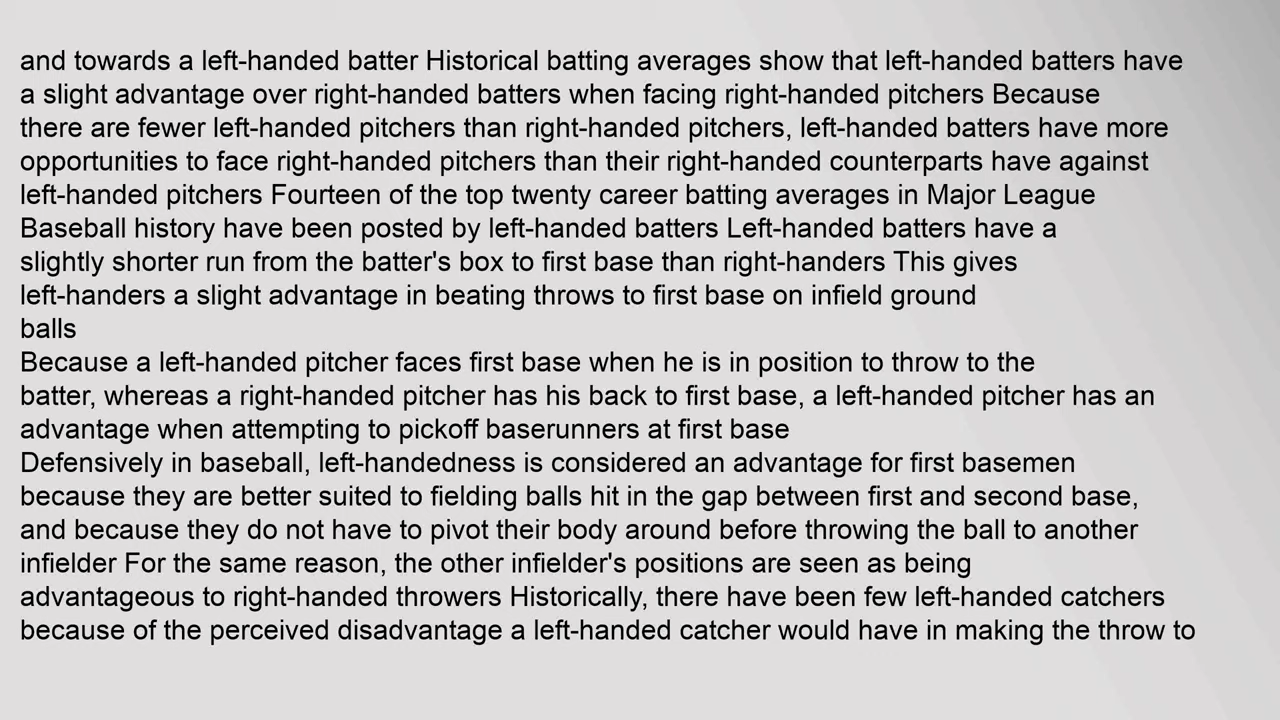 and towards a left-handed batter Historical batting averages show that left-handed batters have
a slight advantage over right-handed batters when facing right-handed pitchers Because
there are fewer left-handed pitchers than right-handed pitchers, left-handed batters have more
opportunities to face right-handed pitchers than their right-handed counterparts have against
left-handed pitchers Fourteen of the top twenty career batting averages in Major League
Baseball history have been posted by left-handed batters Left-handed batters have a
slightly shorter run from the batter's box to first base than right-handers This gives
left-handers a slight advantage in beating throws to first base on infield ground
balls
Because a left-handed pitcher faces first base when he is in position to throw to the
batter, whereas a right-handed pitcher has his back to first base, a left-handed pitcher has an
advantage when attempting to pickoff baserunners at first base
Defensively in baseball, left-handedness is considered an advantage for first basemen
because they are better suited to fielding balls hit in the gap between first and second base,
and because they do not have to pivot their body around before throwing the ball to another
infielder For the same reason, the other infielder's positions are seen as being
advantageous to right-handed throwers Historically, there have been few left-handed catchers
because of the perceived disadvantage a left-handed catcher would have in making the throw to